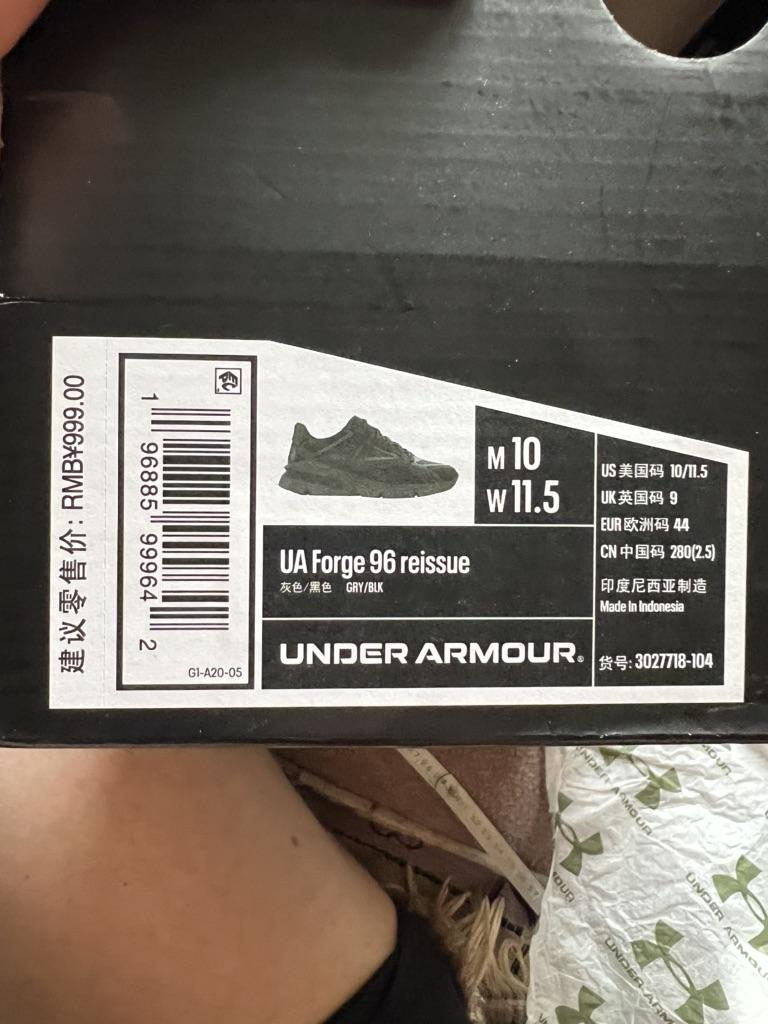 建议零售价: RMB¥999.00
1 96885 99964 2
G1-A20-05
M 10
W 11.5
UA Forge 96 reissue
灰色/黑色 GRY/BLK
UNDER ARMOUR®
US 美国码 10/11.5
UK 英国码 9
EUR 欧洲码 44
CN 中国码 280(2.5)
印度尼西亚制造
Made In Indonesia
货号: 3027718-104
UNDER ARMOUR
UNDER ARMOUR
UNDER ARMOUR